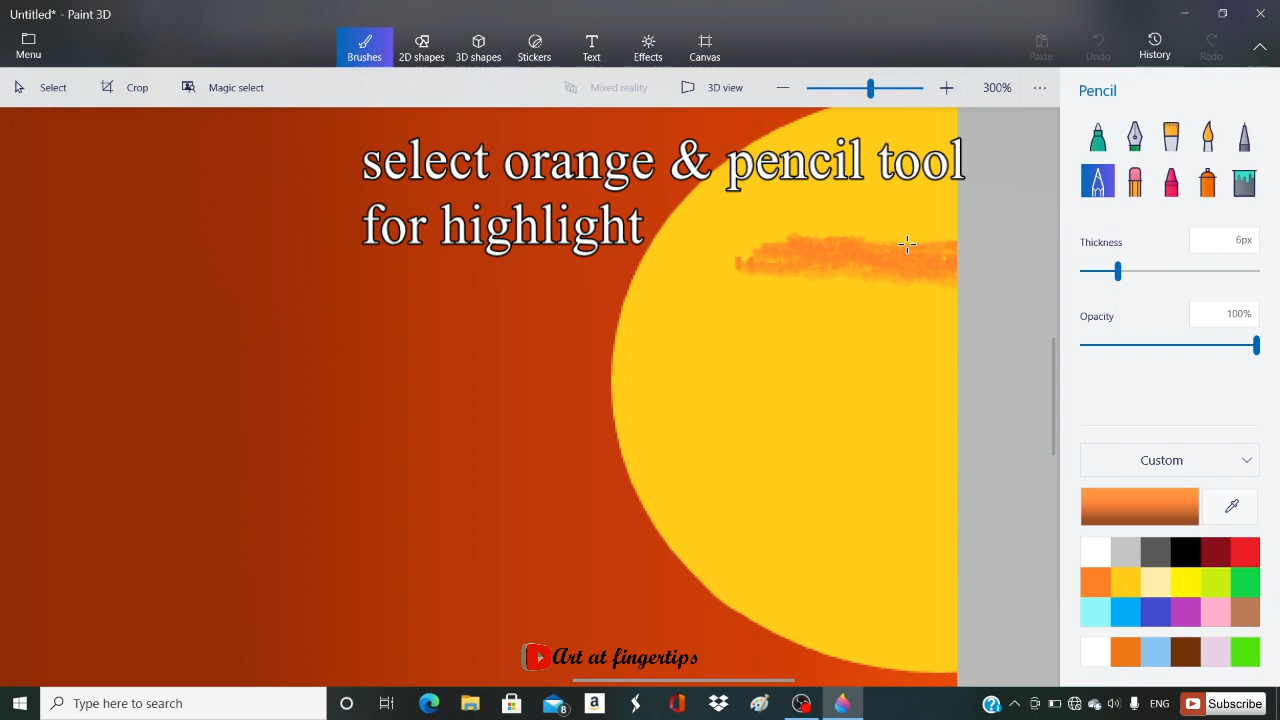 Untitled* - Paint 3D
Menu
Brushes
2D shapes
3D shapes
Stickers
Text
Effects
Canvas
Paste
Undo
History
Redo
Select
Crop
Magic select
Mixed reality
3D view
300%
Pencil
select orange & pencil tool
for highlight
Thickness
6px
Opacity
100%
Custom
Art at fingertips
Type here to search
8
a
ENG
Subscribe